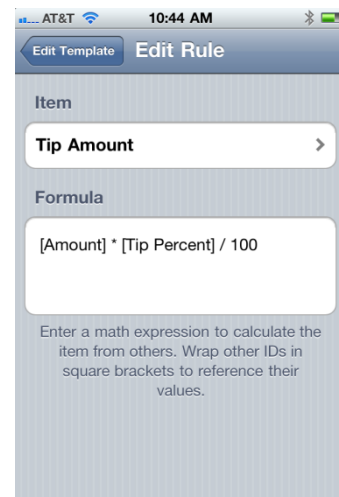 AT&T 10:44 AM
Edit Template Edit Rule
Item
Tip Amount
Formula
[Amount] * [Tip Percent] / 100
Enter a math expression to calculate the
item from others. Wrap other IDs in
square brackets to reference their
values.